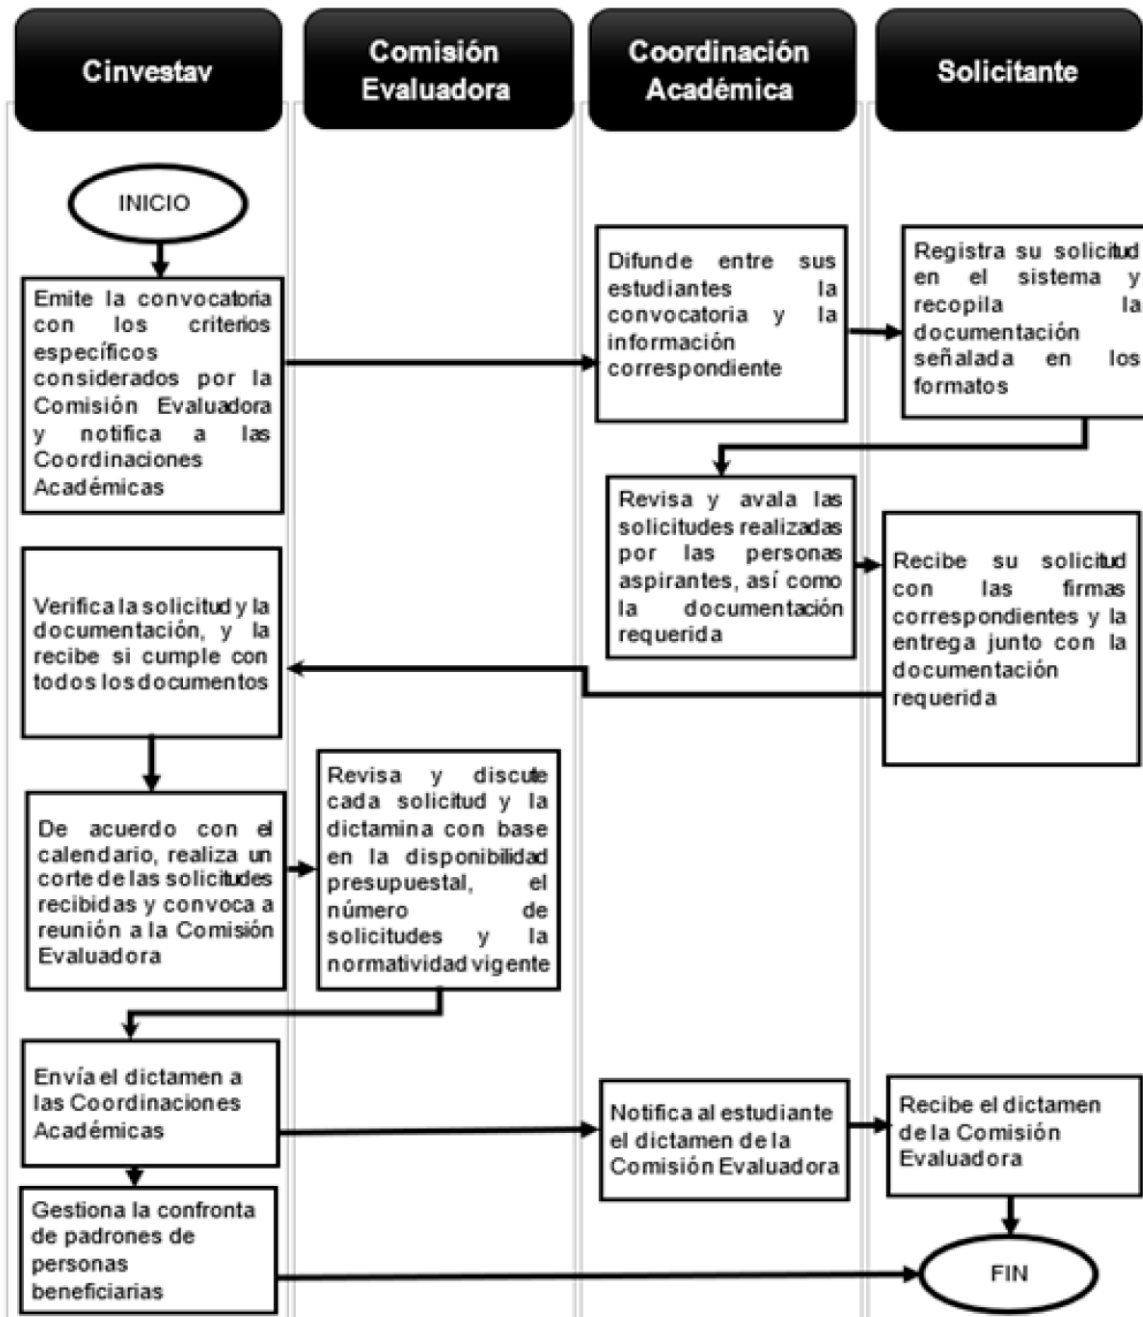 Cinvestav
Comisión
Evaluadora
Coordinación
Académica
Solicitante
INICIO
Emite la convocatoria
con los criterios
específicos
considerados por la
Comisión Evaluadora
y notifica a las
Coordinaciones
Académicas
Difunde entre sus
estudiantes la
convocatoria y la
información
correspondiente
Registra su solicitud
en el sistema y
recopila la
documentación
señalada en los
formatos
Revisa y avala las
solicitudes realizadas
por las personas
aspirantes, así como
la documentación
requerida
Recibe su solicitud
con las firmas
correspondientes y la
entrega junto con la
documentación
requerida
Verifica la solicitud y la
documentación, y la
recibe si cumple con
todos los documentos
De acuerdo con el
calendario, realiza un
corte de las solicitudes
recibidas y convoca a
reunión a la Comisión
Evaluadora
Revisa y discute
cada solicitud y la
dictamina con base
en la disponibilidad
presupuestal, el
número de
solicitudes y la
normatividad vigente
Envía el dictamen a
las Coordinaciones
Académicas
Notifica al estudiante
el dictamen de la
Comisión Evaluadora
Recibe el dictamen
de la Comisión
Evaluadora
Gestiona la confronta
de padrones de
personas
beneficiarias
FIN